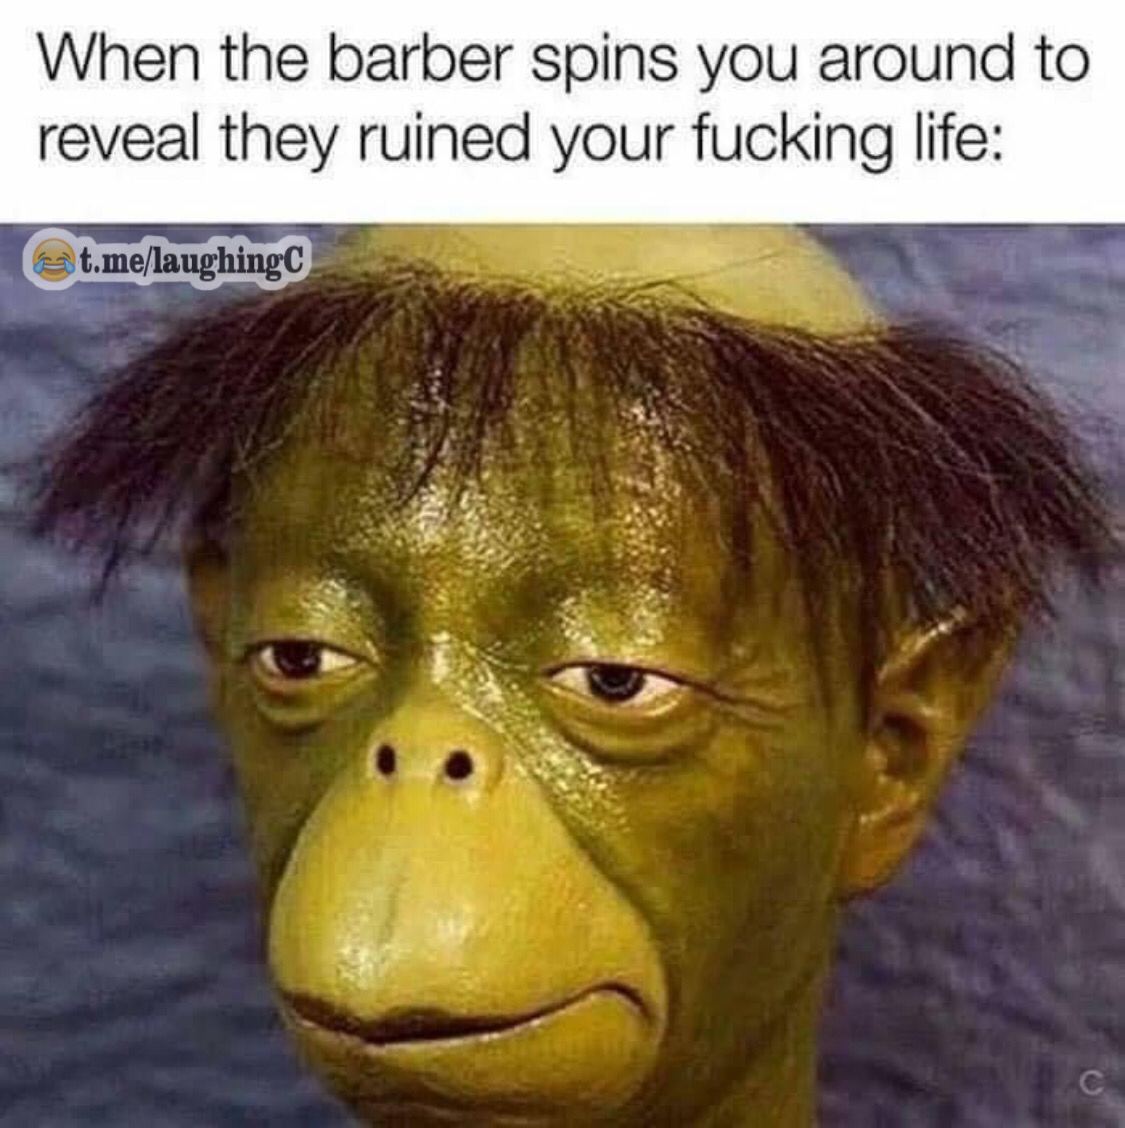 When the barber spins you around to
reveal they ruined your fucking life:
😂t.me/laughingC
C